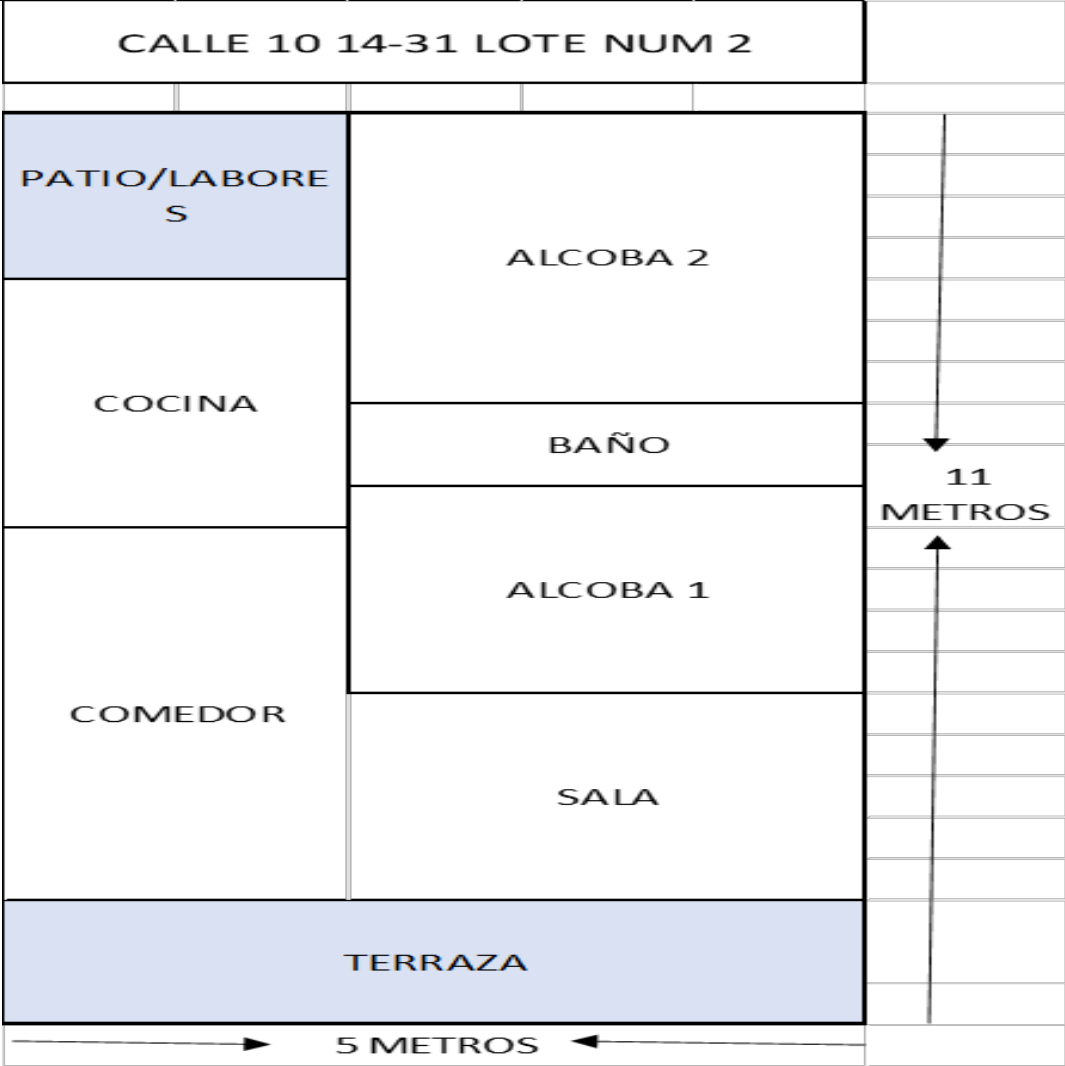 CALLE 10 14-31 LOTE NUM 2
PATIO/LABORE
S
ALCOBA 2
COCINA
BAÑO
11
METROS
ALCOBA 1
COMEDOR
SALA
TERRAZA
5 METROS